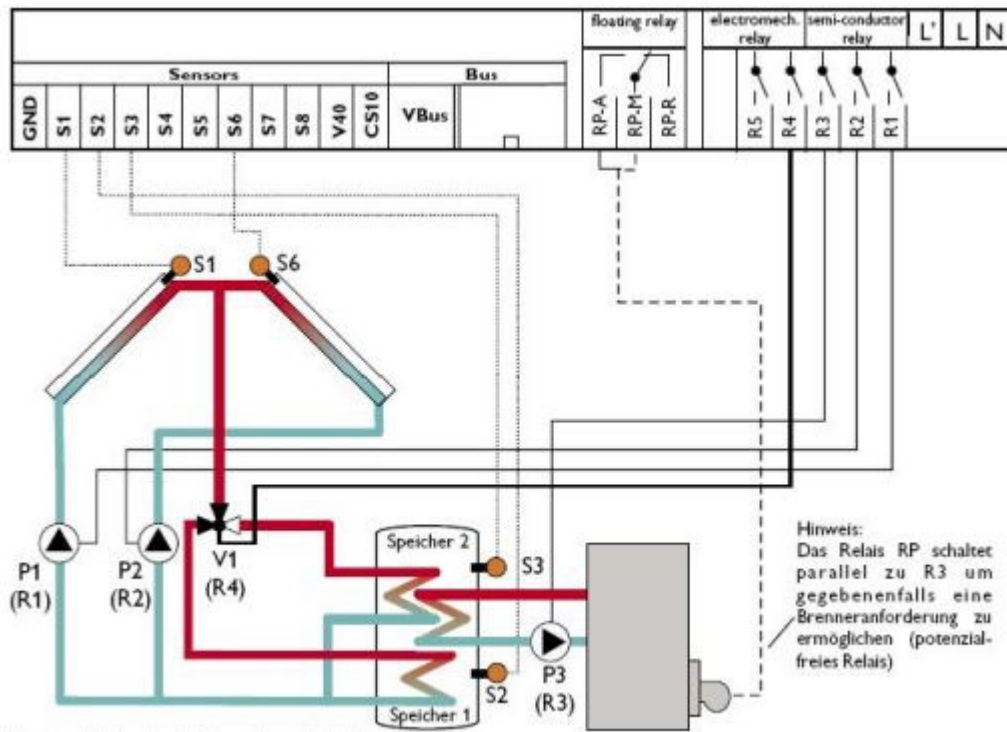 floating relay
electromech. relay
semi-conductor relay
L' L N
Sensors
Bus
GND S1 S2 S3 S4 S5 S6 S7 S8 V40 CS10
VBus
RP-A RP-M RP-R
R5 R4 R3 R2 R1
S1
S6
P1
(R1)
P2
(R2)
V1
(R4)
Speicher 2
S3
S2
Speicher 1
P3
(R3)
Hinweis:
Das Relais RP schaltet
parallel zu R3 um
gegebenenfalls eine
Brenneranforderung zu
ermöglichen (potenzial-
freies Relais)